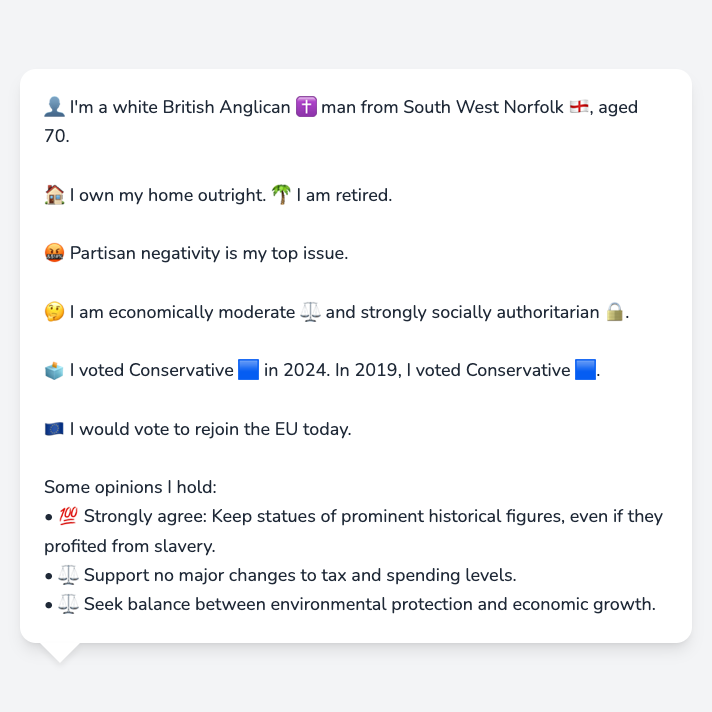 👤 I'm a white British Anglican ✝️ man from South West Norfolk 🏴󠁧󠁢󠁥󠁮󠁧󠁿, aged
70.
🏠 I own my home outright. 🌴 I am retired.
🤬 Partisan negativity is my top issue.
🤔 I am economically moderate ⚖️ and strongly socially authoritarian 🔒.
🗳️ I voted Conservative 🟦 in 2024. In 2019, I voted Conservative 🟦.
🇪🇺 I would vote to rejoin the EU today.
Some opinions I hold:
• 💯 Strongly agree: Keep statues of prominent historical figures, even if they
profited from slavery.
• ⚖️ Support no major changes to tax and spending levels.
• ⚖️ Seek balance between environmental protection and economic growth.